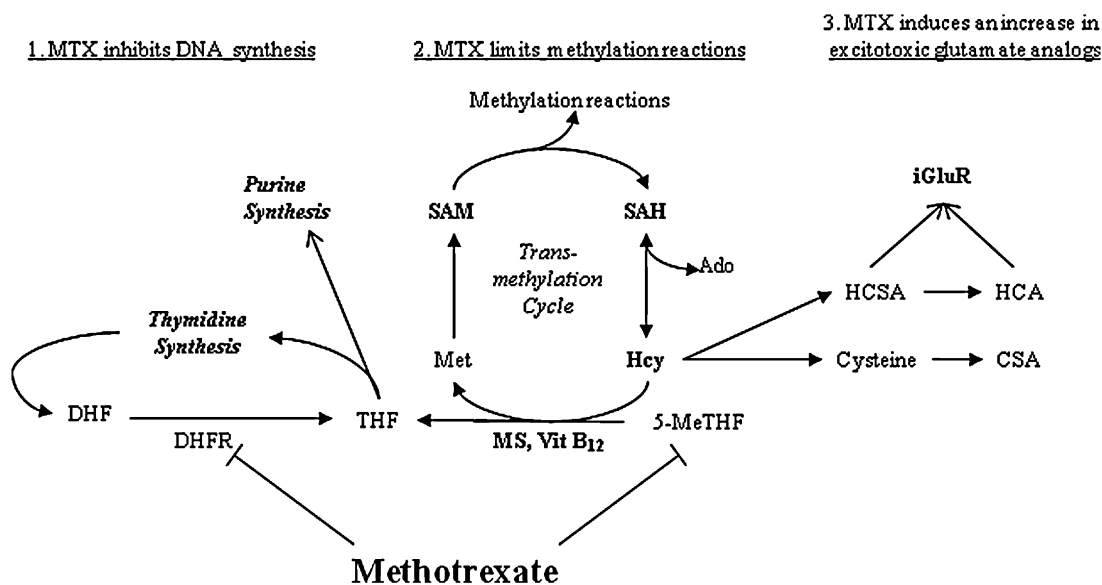 1. MTX inhibits DNA synthesis
2. MTX limits methylation reactions
3. MTX induces an increase in
excitotoxic glutamate analogs
Methylation reactions
Purine
Synthesis
SAM
SAH
iGluR
Trans-
methylation
Cycle
Ado
HCSA
HCA
Thymidine
Synthesis
Met
Hcy
Cysteine
CSA
DHF
THF
5-MeTHF
DHFR
MS, Vit B₁₂
Methotrexate